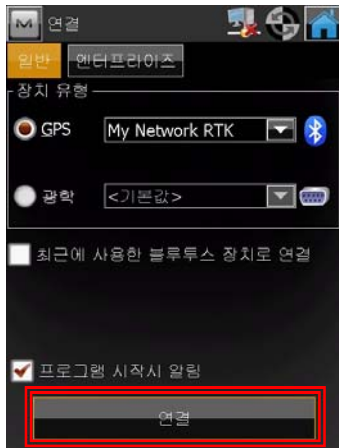 연결
일반 엔터프라이즈
장치 유형
GPS My Network RTK
광학 <기본값>
최근에 사용한 블루투스 장치로 연결
프로그램 시작시 알림
연결